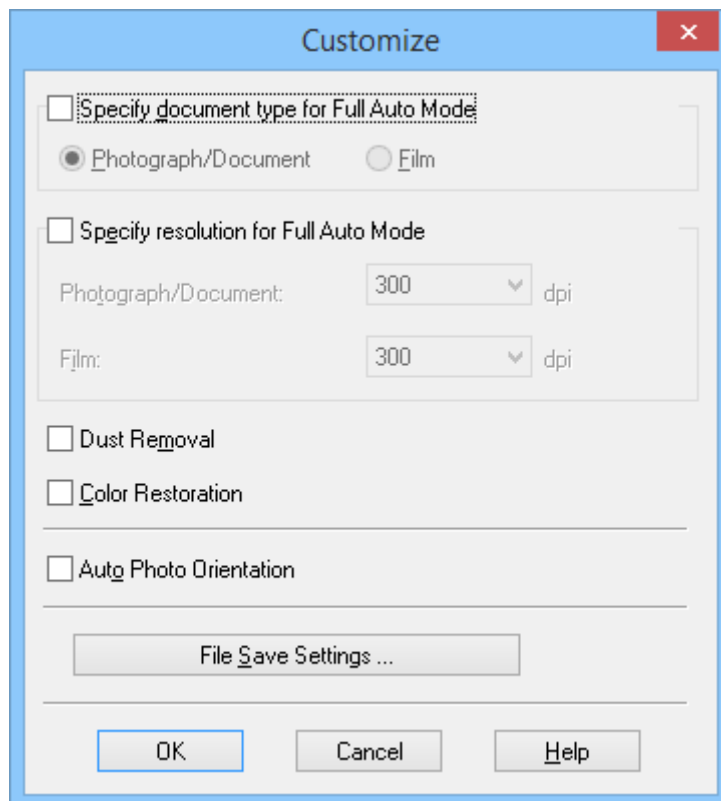 Customize
Specify document type for Full Auto Mode
Photograph/Document Film
Specify resolution for Full Auto Mode
Photograph/Document: 300 dpi
Film: 300 dpi
Dust Removal
Color Restoration
Auto Photo Orientation
File Save Settings ...
OK Cancel Help